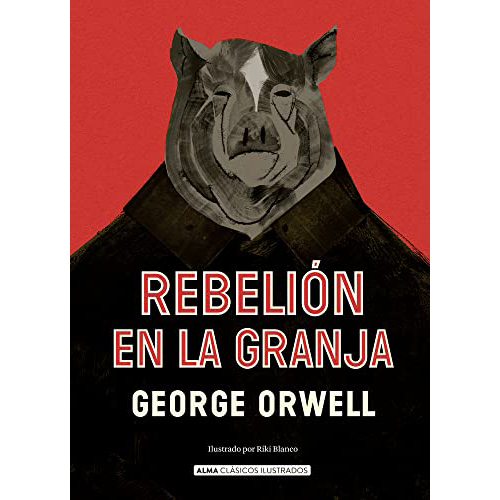 REBELIÓN
EN LA GRANJA
GEORGE ORWELL
Ilustrado por Riki Blanco
ALMA CLÁSICOS ILUSTRADOS